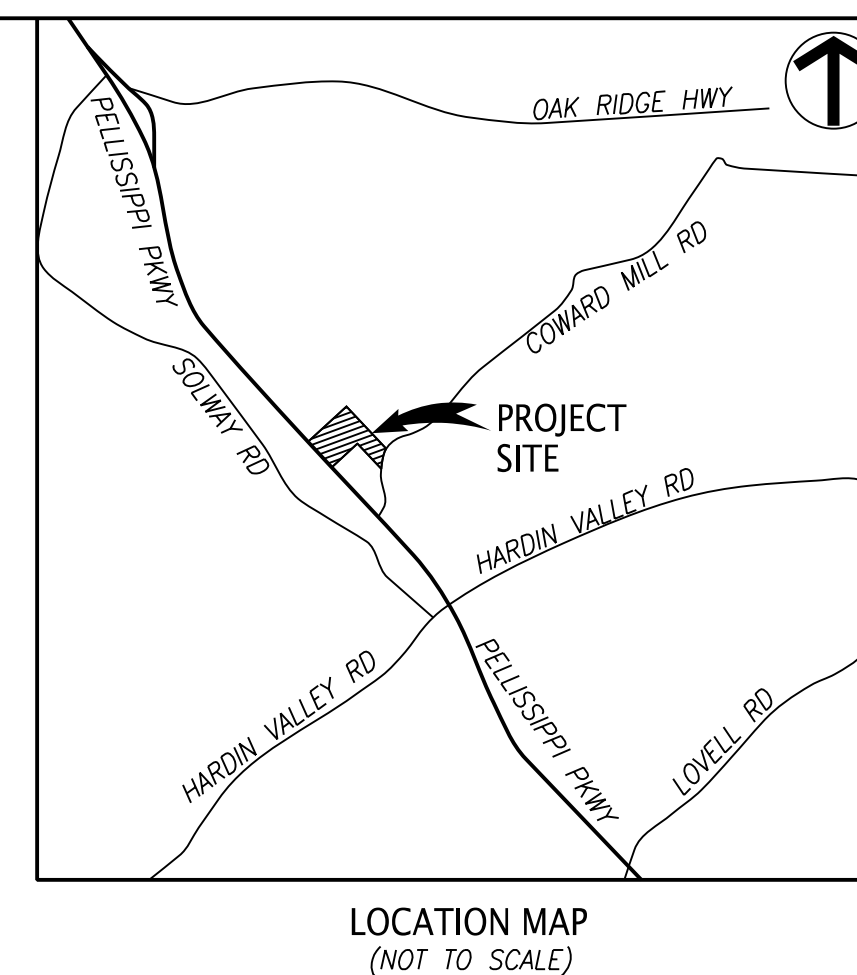 OAK RIDGE HWY
PELLISSIPPI PKWY
COWARD MILL RD
SOLWAY RD
PROJECT
SITE
HARDIN VALLEY RD
HARDIN VALLEY RD
PELLISSIPPI PKWY
LOVELL RD
LOCATION MAP
(NOT TO SCALE)